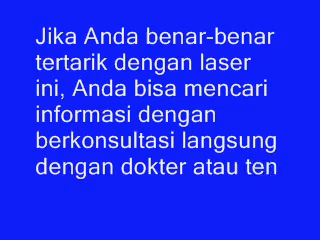 Jika Anda benar-benar
tertarik dengan laser
ini, Anda bisa mencari
informasi dengan
berkonsultasi langsung
dengan dokter atau ten